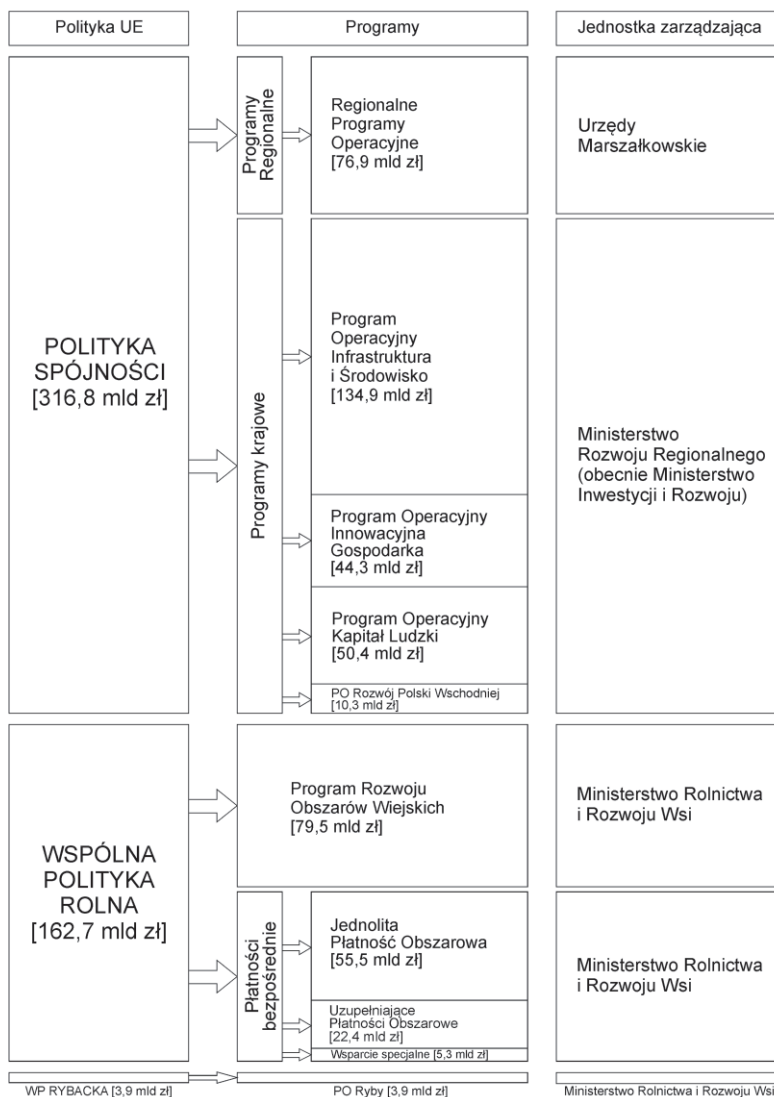 Polityka UE
Programy
Jednostka zarządzająca
POLITYKA
SPÓJNOŚCI
[316,8 mld zł]
Programy
Regionalne
Regionalne
Programy
Operacyjne
[76,9 mld zł]
Urzędy
Marszałkowskie
Programy krajowe
Program
Operacyjny
Infrastruktura
i Środowisko
[134,9 mld zł]
Program Operacyjny
Innowacyjna
Gospodarka
[44,3 mld zł]
Program Operacyjny
Kapitał Ludzki
[50,4 mld zł]
PO Rozwój Polski Wschodniej
[10,3 mld zł]
Ministerstwo
Rozwoju Regionalnego
(obecnie Ministerstwo
Inwestycji i Rozwoju)
WSPÓLNA
POLITYKA
ROLNA
[162,7 mld zł]
Program Rozwoju
Obszarów Wiejskich
[79,5 mld zł]
Ministerstwo Rolnictwa
i Rozwoju Wsi
Płatności
bezpośrednie
Jednolita
Płatność Obszarowa
[55,5 mld zł]
Uzupełniające
Płatności Obszarowe
[22,4 mld zł]
Wsparcie specjalne [5,3 mld zł]
Ministerstwo Rolnictwa
i Rozwoju Wsi
WP RYBACKA [3,9 mld zł]
PO Ryby [3,9 mld zł]
Ministerstwo Rolnictwa i Rozwoju Wsi